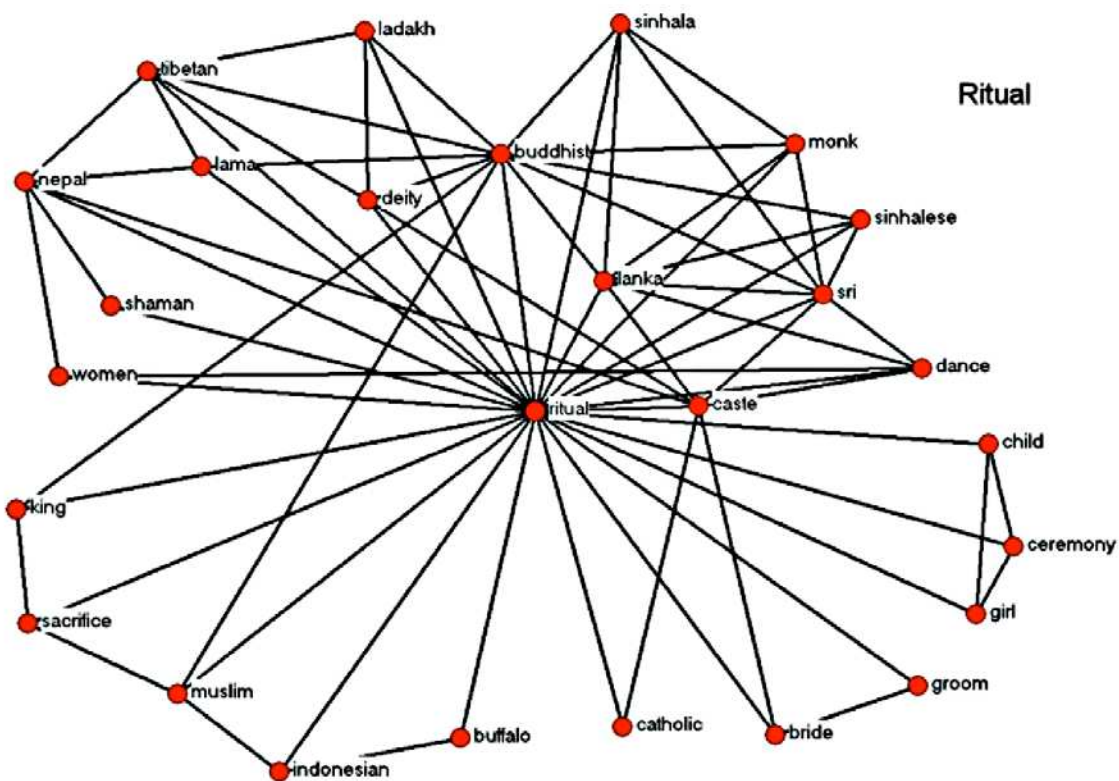 ladakh
sinhala
tibetan
Ritual
monk
buddhist
lama
nepal
deity
sinhalese
lanka
sri
shaman
women
dance
ritual
caste
child
king
ceremony
sacrifice
girl
muslim
groom
catholic
bride
buffalo
indonesian